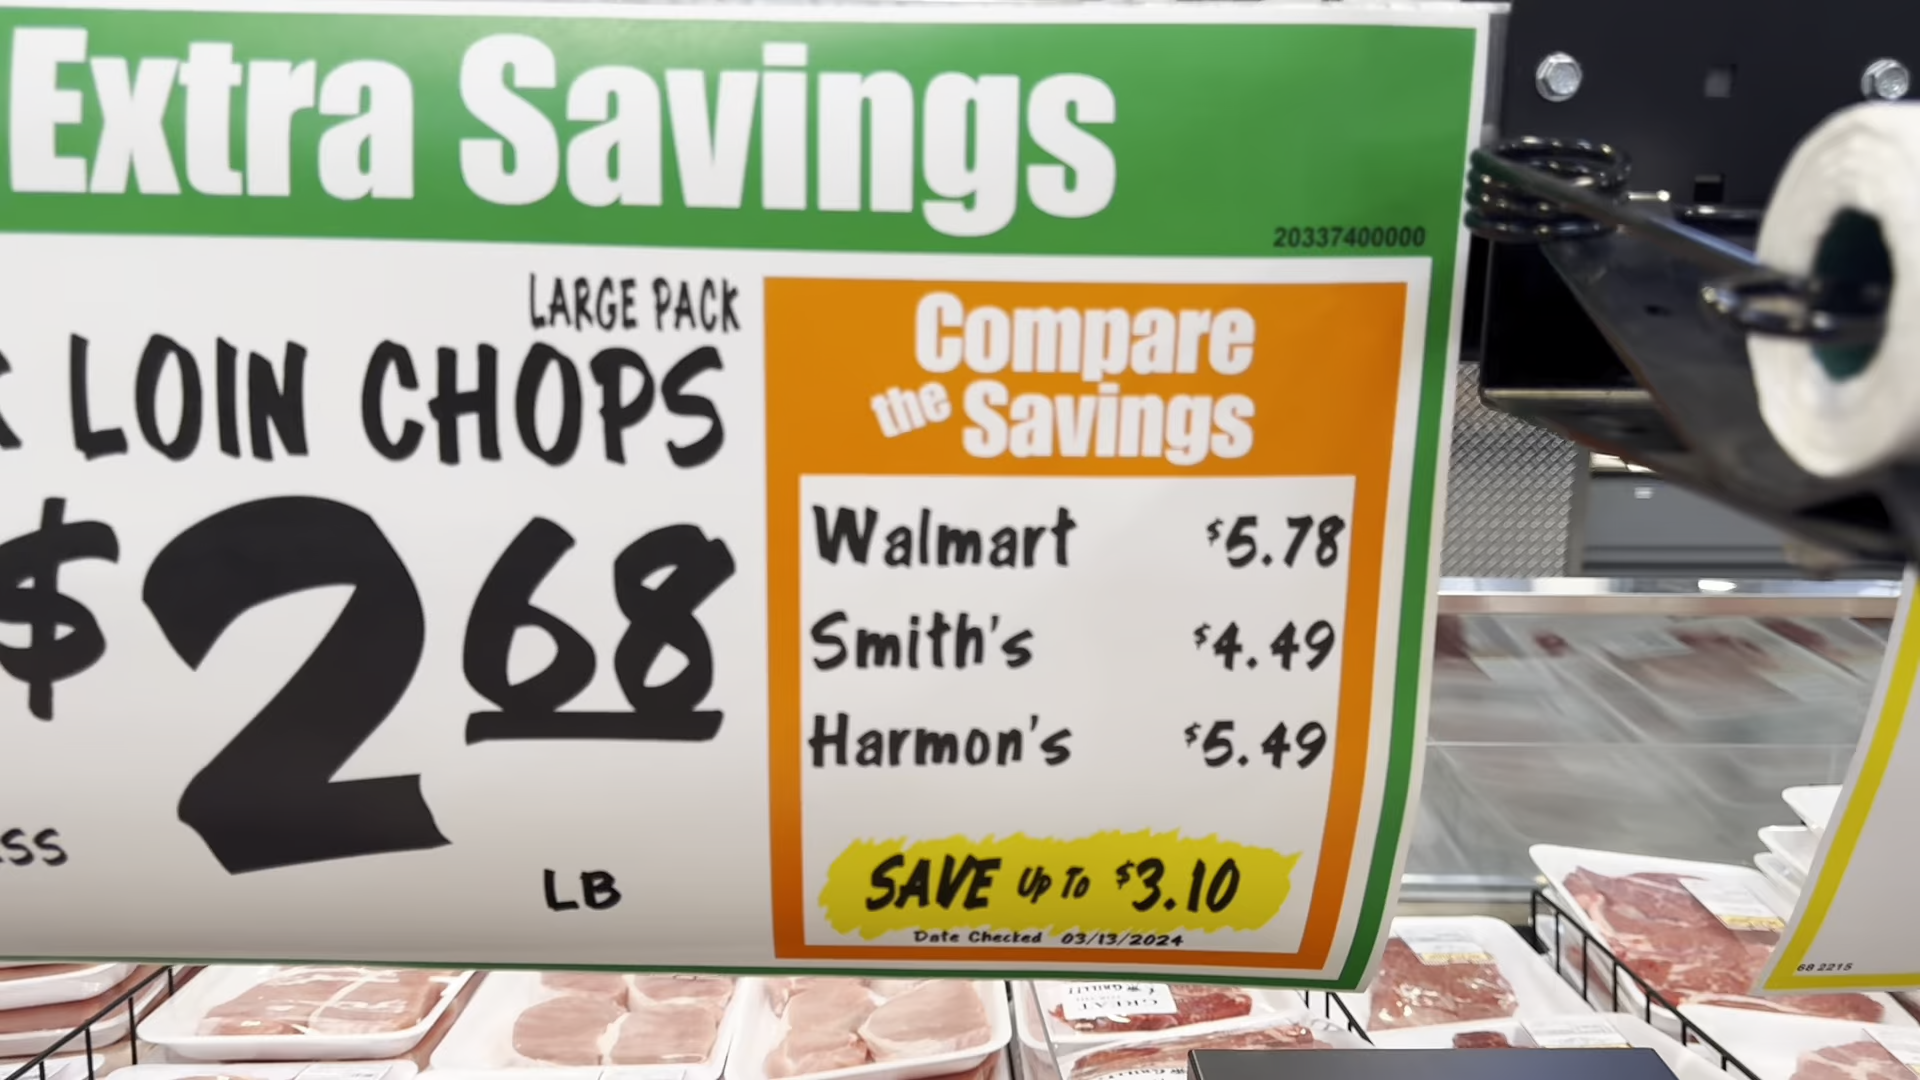 Extra Savings
20337400000
LARGE PACK
LOIN CHOPS
$2 68
LB
Compare
the Savings
Walmart $5.78
Smith's $4.49
Harmon's $5.49
SAVE Up To $3.10
Date Checked 03/13/2024
68 2215
GREAT